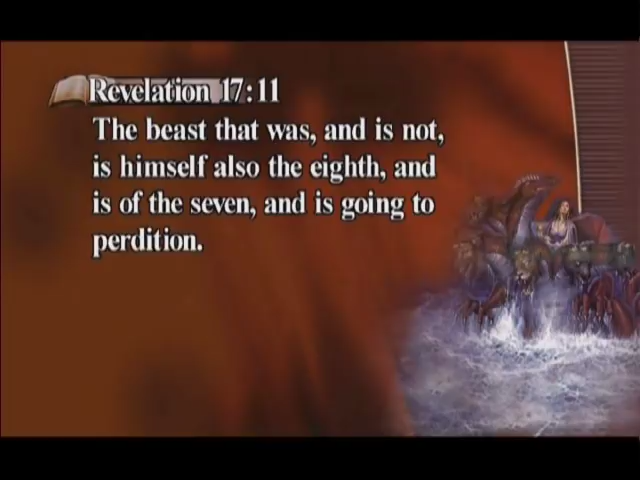 Revelation 17:11
The beast that was, and is not,
is himself also the eighth, and
is of the seven, and is going to
perdition.